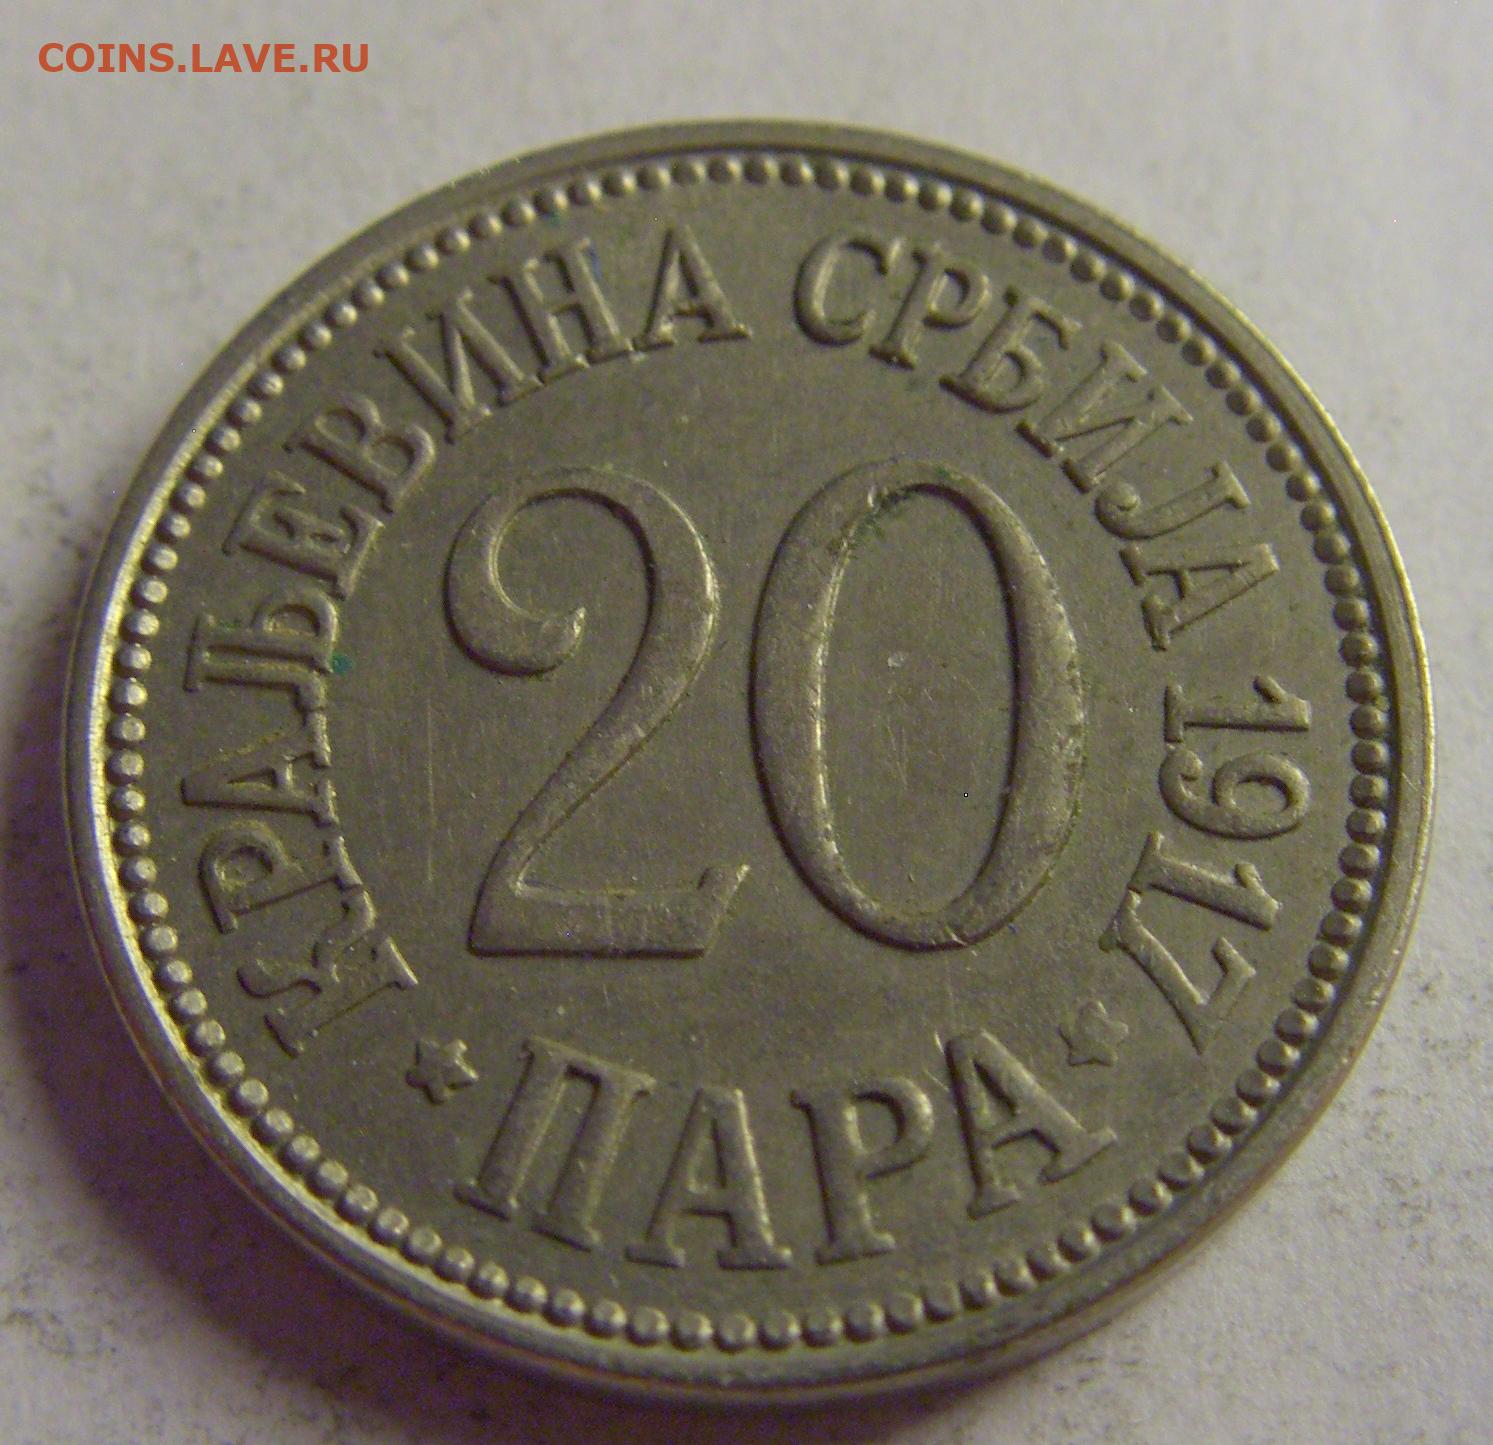 COINS.LAVE.RU
КРАЉЕВИНА СРБИЈА 1917
20
ПАРА